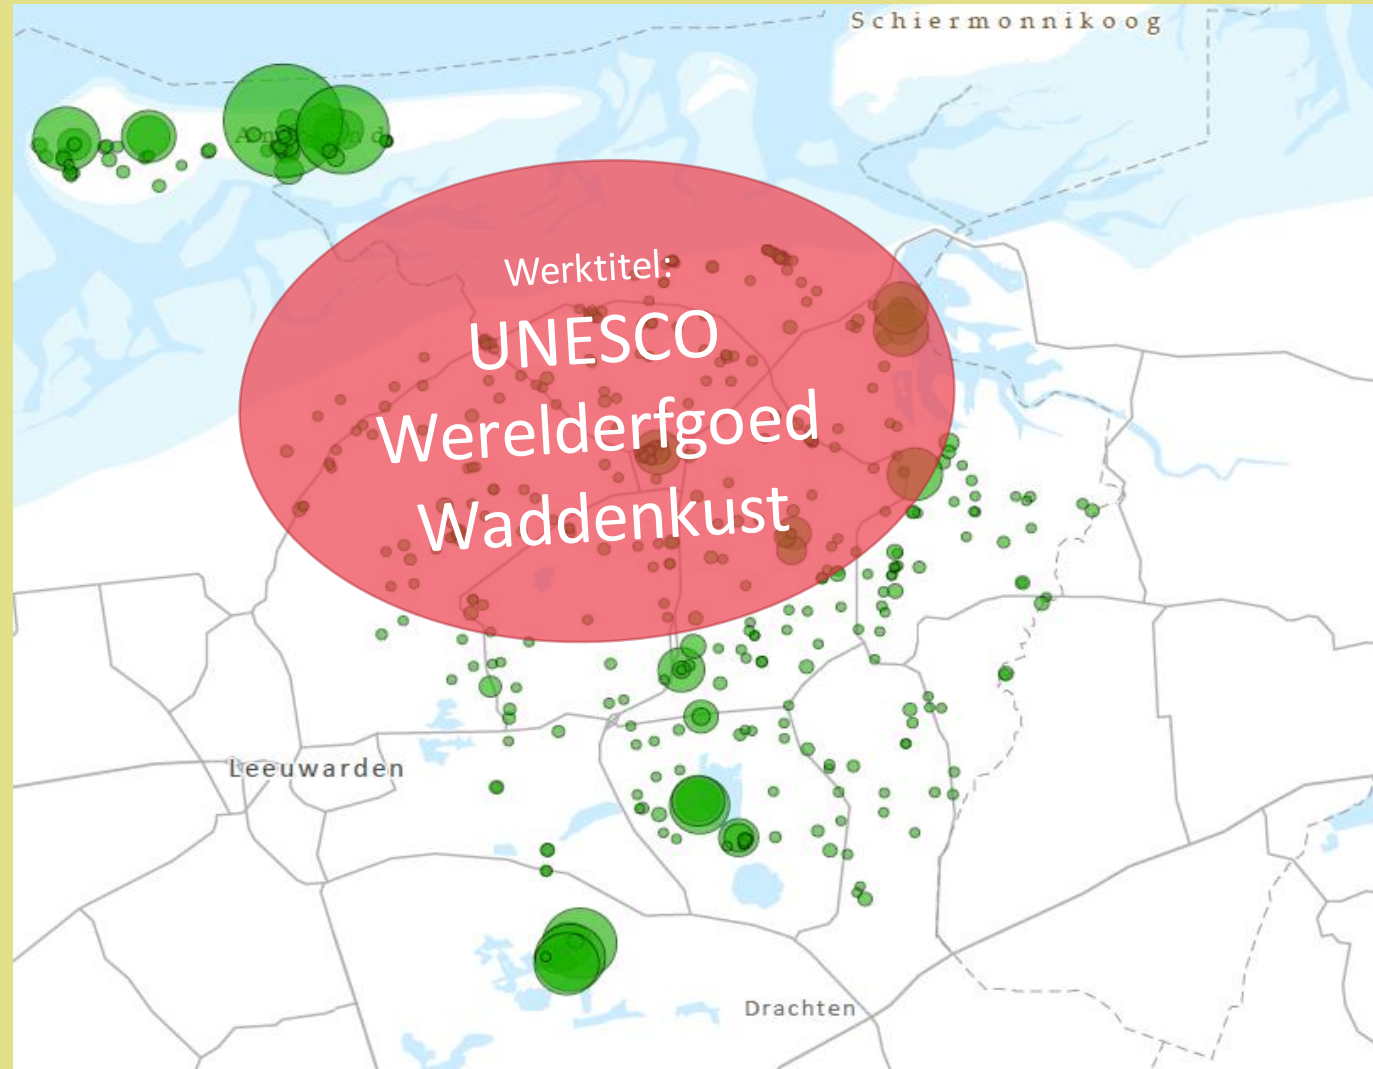 Schiermonnikoog
Werktitel:
UNESCO
Werelderfgoed
Waddenkust
Leeuwarden
Drachten